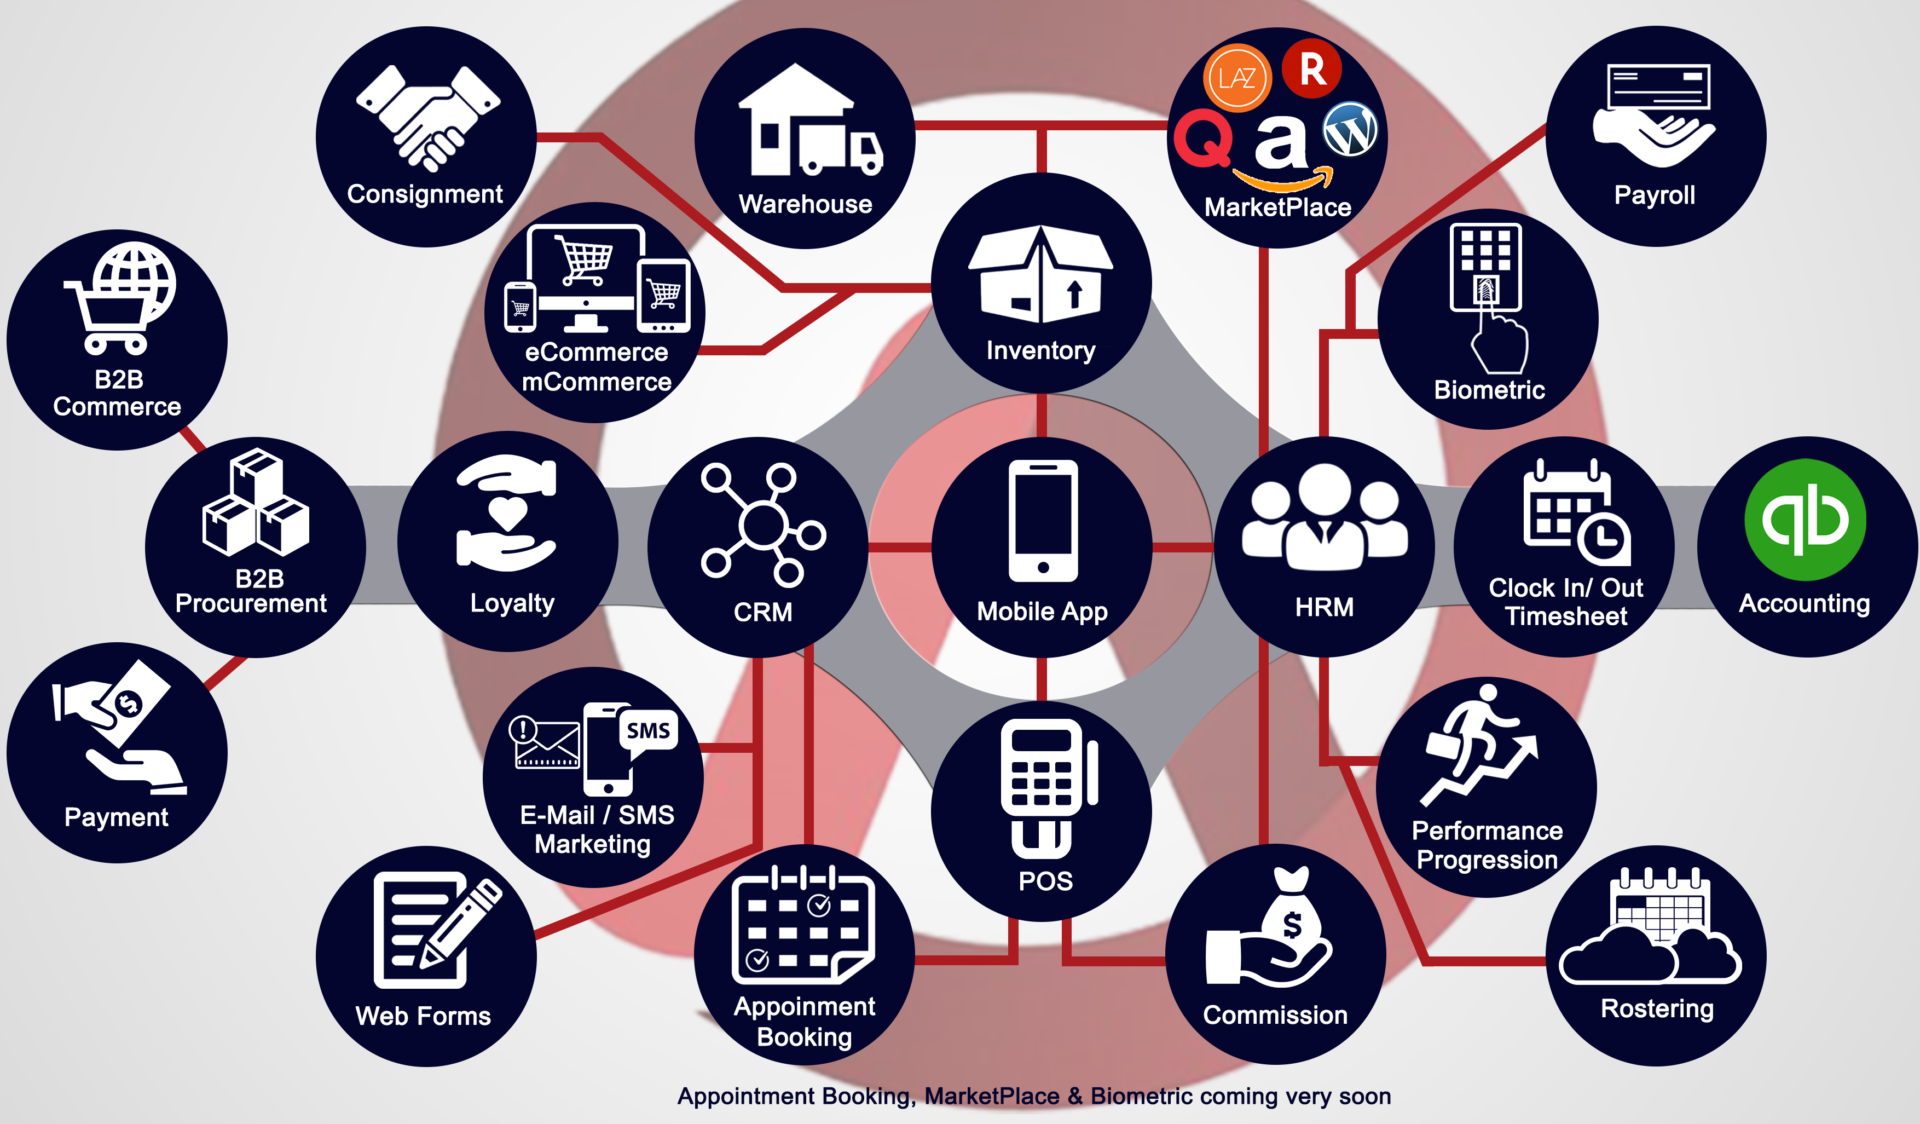 LAZ
R
Q
a
W
Consignment
Warehouse
MarketPlace
Payroll
eCommerce
mCommerce
Inventory
Biometric
B2B
Commerce
B2B
Procurement
Loyalty
CRM
Mobile App
HRM
Clock In/ Out
Timesheet
qb
Accounting
Payment
$
!
SMS
E-Mail / SMS
Marketing
POS
Performance
Progression
Web Forms
Appoinment
Booking
$
Commission
Rostering
Appointment Booking, MarketPlace & Biometric coming very soon